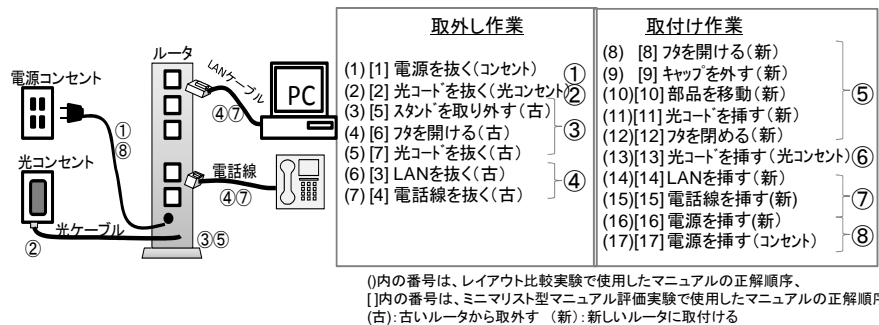 ルータ
電源コンセント
LANケーブル
PC
④⑦
①
⑧
光コンセント
電話線
④⑦
光ケーブル
②
③⑤
取外し作業
(1) [1] 電源を抜く(コンセント) ①
(2) [2] 光コードを抜く(光コンセント) ②
(3) [5] スタンドを取り外す(古)
(4) [6] フタを開ける(古) ③
(5) [7] 光コードを抜く(古)
(6) [3] LANを抜く(古)
(7) [4] 電話線を抜く(古) ④
取付け作業
(8) [8] フタを開ける(新)
(9) [9] キャップを外す(新)
(10)[10] 部品を移動(新) ⑤
(11)[11] 光コードを挿す(新)
(12)[12] フタを閉める(新)
(13)[13] 光コードを挿す(光コンセント) ⑥
(14)[14] LANを挿す(新)
(15)[15] 電話線を挿す(新) ⑦
(16)[16] 電源を挿す(新)
(17)[17] 電源を挿す(コンセント) ⑧
()内の番号は、レイアウト比較実験で使用したマニュアルの正解順序、
[]内の番号は、ミニマリスト型マニュアル評価実験で使用したマニュアルの正解順
(古):古いルータから取外す (新):新しいルータに取付ける